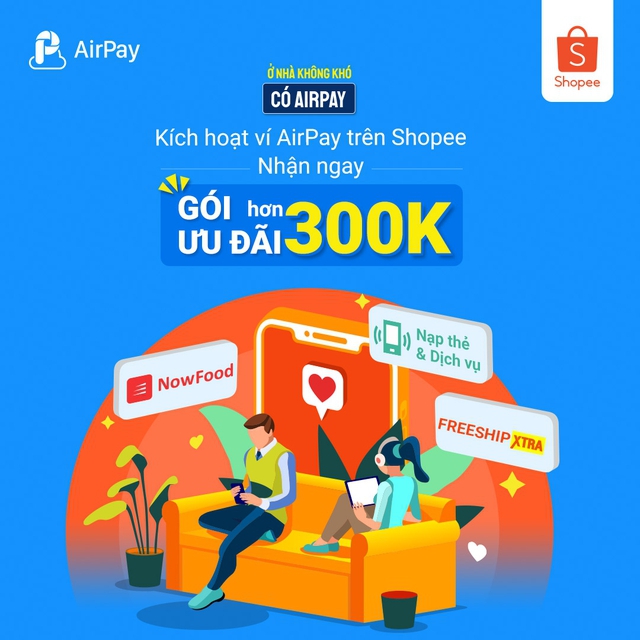 AirPay
Shopee
Ở NHÀ KHÔNG KHÓ
CÓ AIRPAY
Kích hoạt ví AirPay trên Shopee
Nhận ngay
GÓI hơn 300K
ƯU ĐÃI
Nạp thẻ
& Dịch vụ
NowFood
FREESHIP XTRA